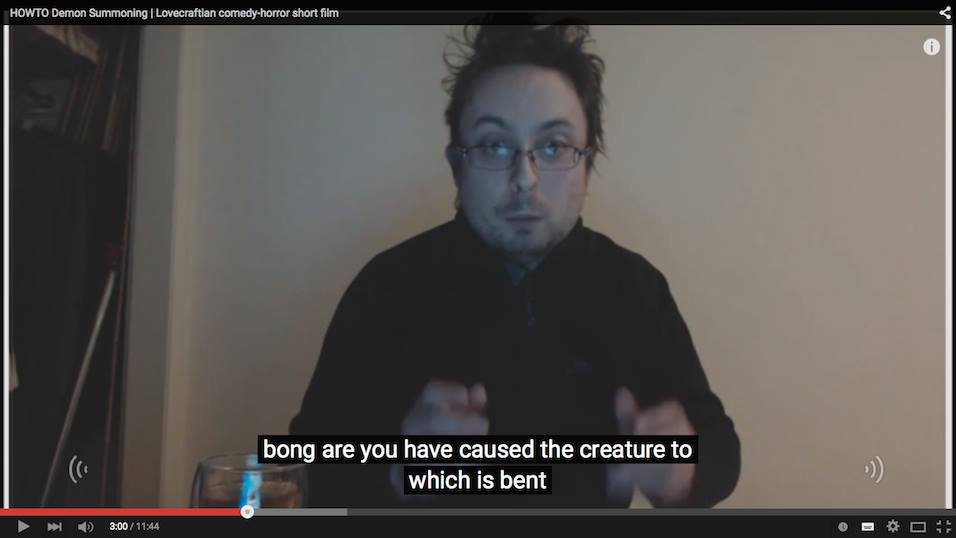 HOWTO Demon Summoning | Lovecraftian comedy-horror short film
bong are you have caused the creature to
which is bent
3:00 / 11:44